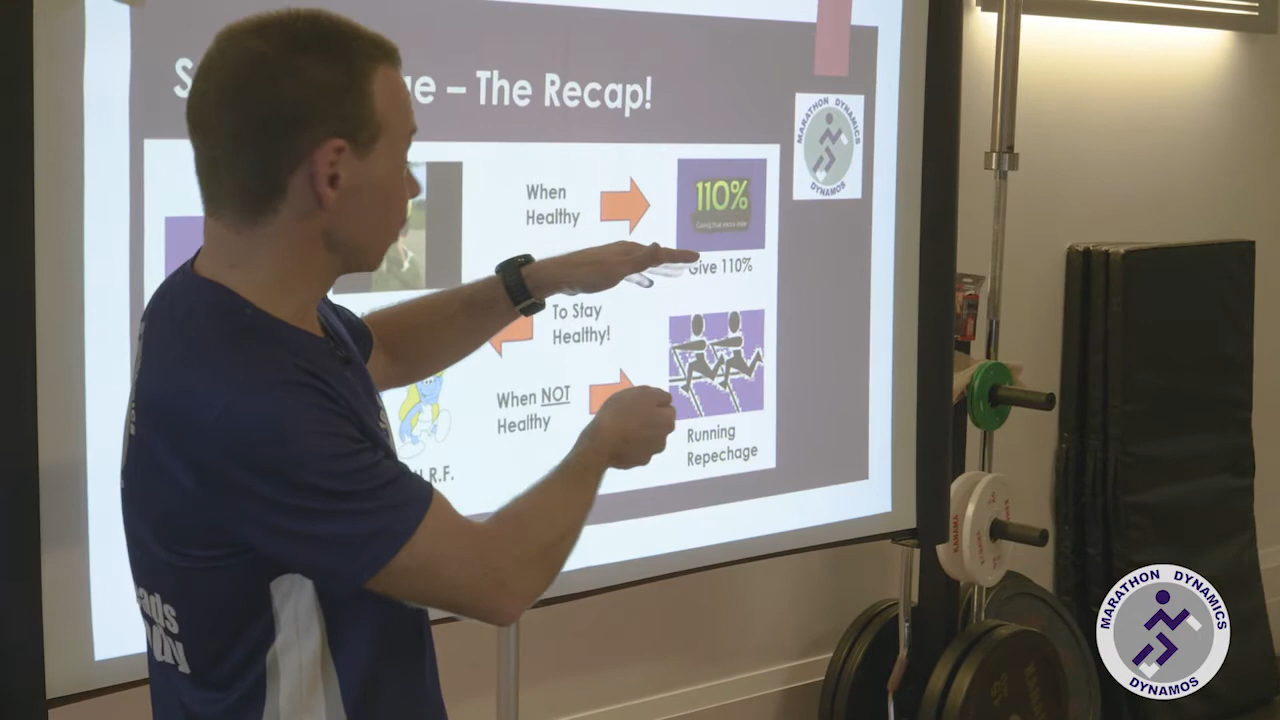 – The Recap!
MARATHON DYNAMICS
DYNAMOS
When
Healthy
110%
Give 110%
To Stay
Healthy!
When NOT
Healthy
Running
Repechage
R.F.
MARATHON DYNAMICS
DYNAMOS